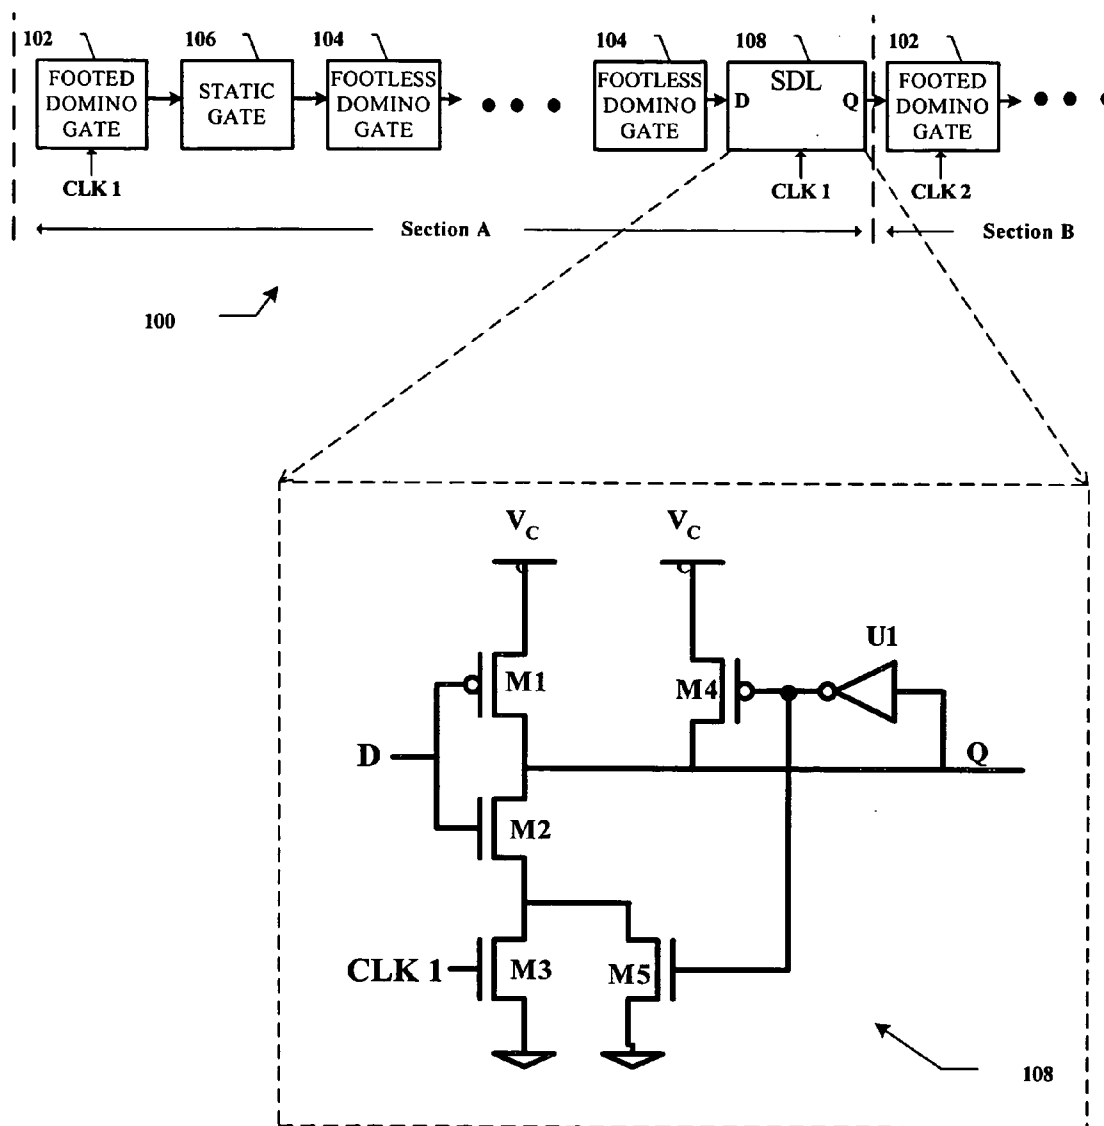 102
106
104
104
108
102
FOOTED
DOMINO
GATE
STATIC
GATE
FOOTLESS
DOMINO
GATE
FOOTLESS
DOMINO
GATE
SDL
D
Q
FOOTED
DOMINO
GATE
CLK 1
CLK 1
CLK 2
Section A
Section B
100
VC
VC
U1
M1
M4
D
Q
M2
CLK 1
M3
M5
108